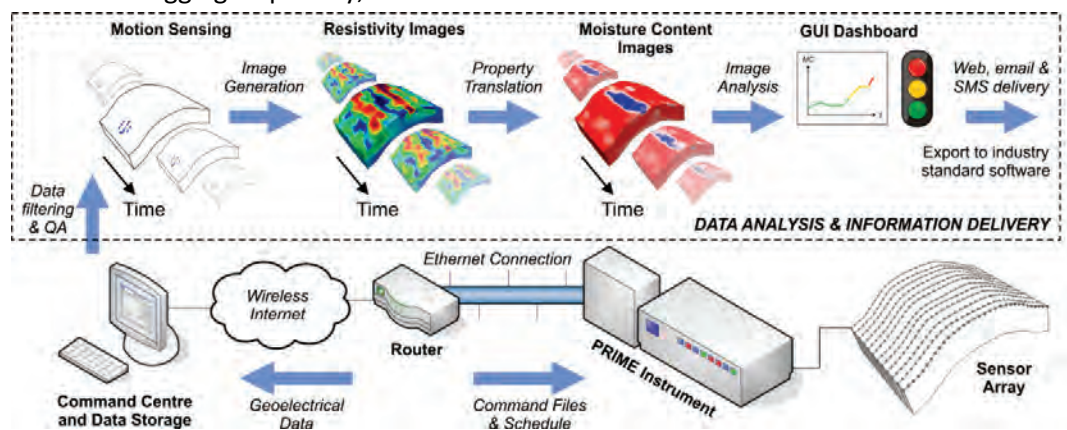 Motion Sensing
Resistivity Images
Moisture Content
Images
GUI Dashboard
Image
Generation
Property
Translation
Image
Analysis
MC
t
Web, email &
SMS delivery
Time
Time
Time
Export to industry
standard software
Data
filtering
& QA
DATA ANALYSIS & INFORMATION DELIVERY
Ethernet Connection
Wireless
Internet
Router
PRIME Instrument
Sensor
Array
Command Centre
and Data Storage
Geoelectrical
Data
Command Files
& Schedule